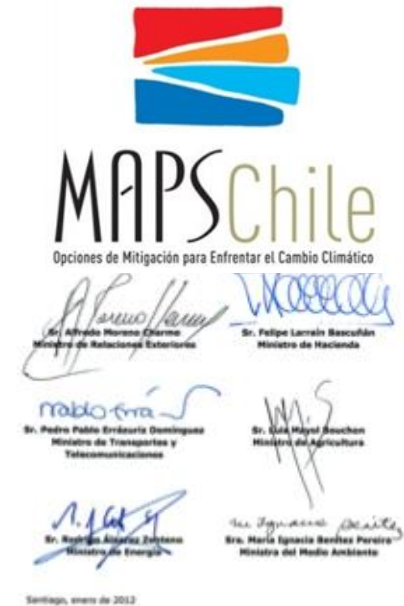 MAPSChile
Opciones de Mitigación para Enfrentar el Cambio Climático
Sr. Alfredo Moreno Charme
Ministro de Relaciones Exteriores
Sr. Felipe Larraín Bascuñán
Ministro de Hacienda
Sr. Pedro Pablo Errázuriz Domínguez
Ministro de Transportes y
Telecomunicaciones
Sr. Luis Mayol Bouchon
Ministro de Agricultura
Sr. Rodrigo Álvarez Zenteno
Ministro de Energía
Sra. María Ignacia Benítez Pereira
Ministra del Medio Ambiente
Santiago, enero de 2012